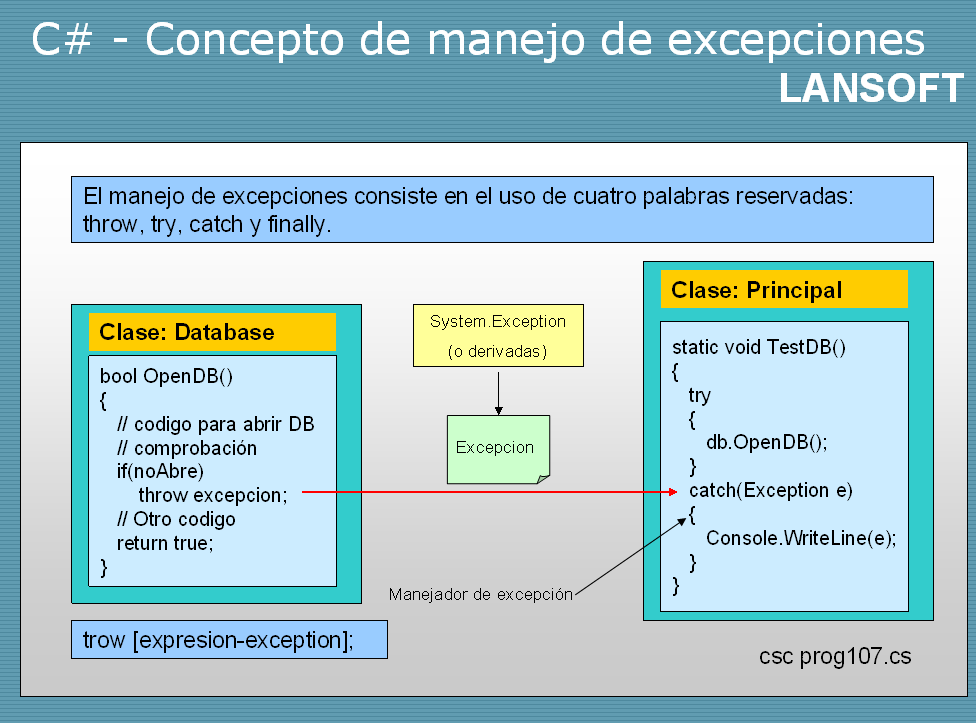 C# - Concepto de manejo de excepciones
LANSOFT
El manejo de excepciones consiste en el uso de cuatro palabras reservadas:
throw, try, catch y finally.
Clase: Database
bool OpenDB()
{
// codigo para abrir DB
// comprobación
if(noAbre)
throw excepcion;
// Otro codigo
return true;
}
System.Exception
(o derivadas)
Excepcion
Manejador de excepción
Clase: Principal
static void TestDB()
{
try
{
db.OpenDB();
}
catch(Exception e)
{
Console.WriteLine(e);
}
}
trow [expresion-exception];
csc prog107.cs